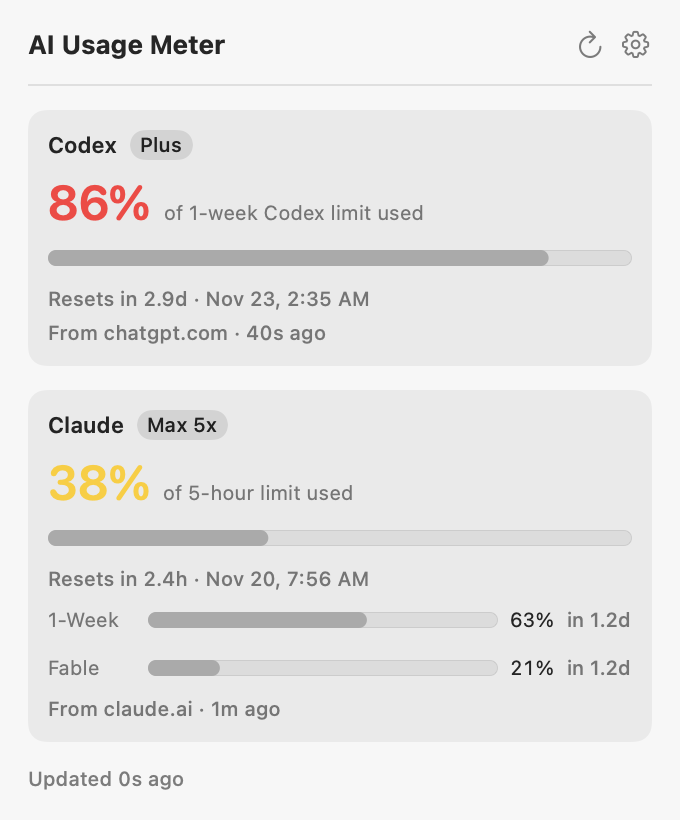 AI Usage Meter
Codex Plus
86% of 1-week Codex limit used
Resets in 2.9d · Nov 23, 2:35 AM
From chatgpt.com · 40s ago
Claude Max 5x
38% of 5-hour limit used
Resets in 2.4h · Nov 20, 7:56 AM
1-Week 63% in 1.2d
Fable 21% in 1.2d
From claude.ai · 1m ago
Updated 0s ago